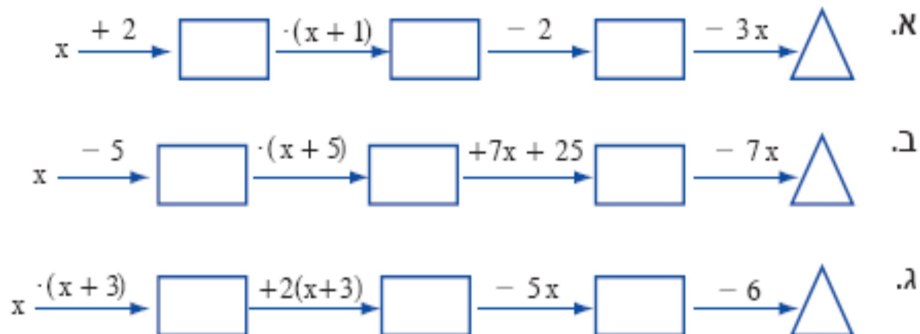 א. x + 2 ·(x + 1) − 2 − 3x
ב. x − 5 ·(x + 5) +7x + 25 − 7x
ג. x ·(x + 3) +2(x+3) − 5x − 6